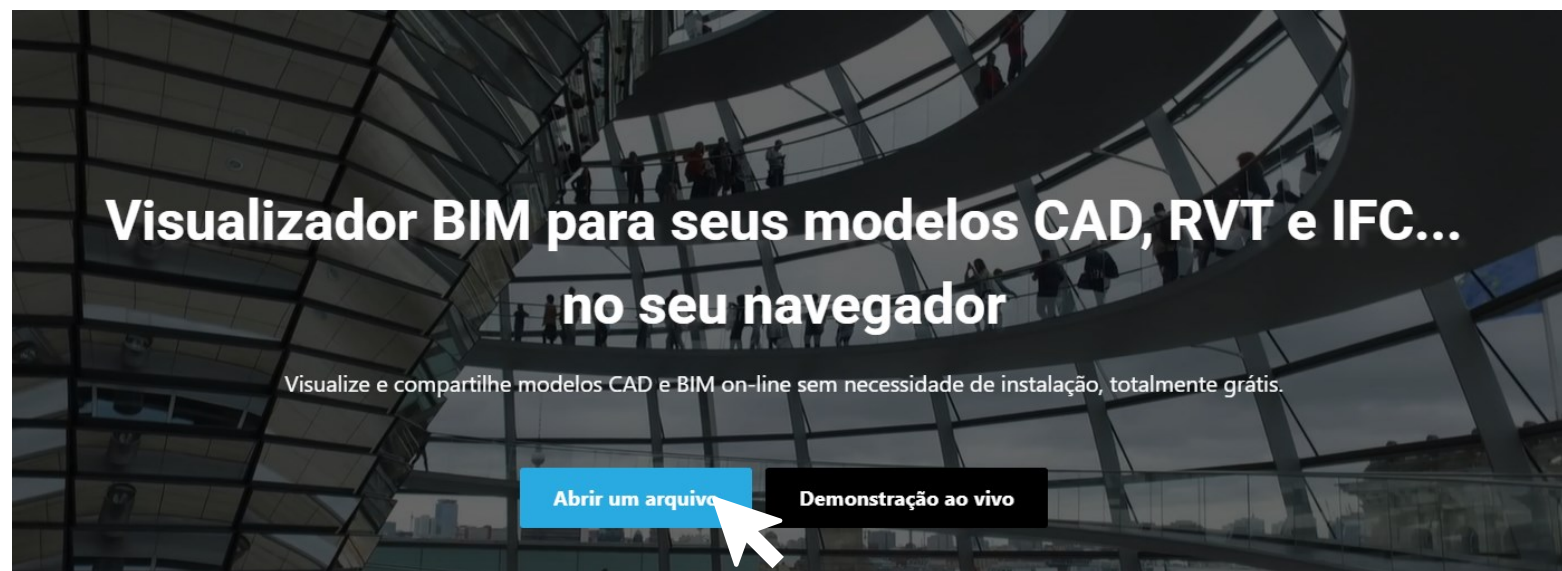 Visualizador BIM para seus modelos CAD, RVT e IFC...
no seu navegador
Visualize e compartilhe modelos CAD e BIM on-line sem necessidade de instalação, totalmente grátis.
Abrir um arquivo
Demonstração ao vivo